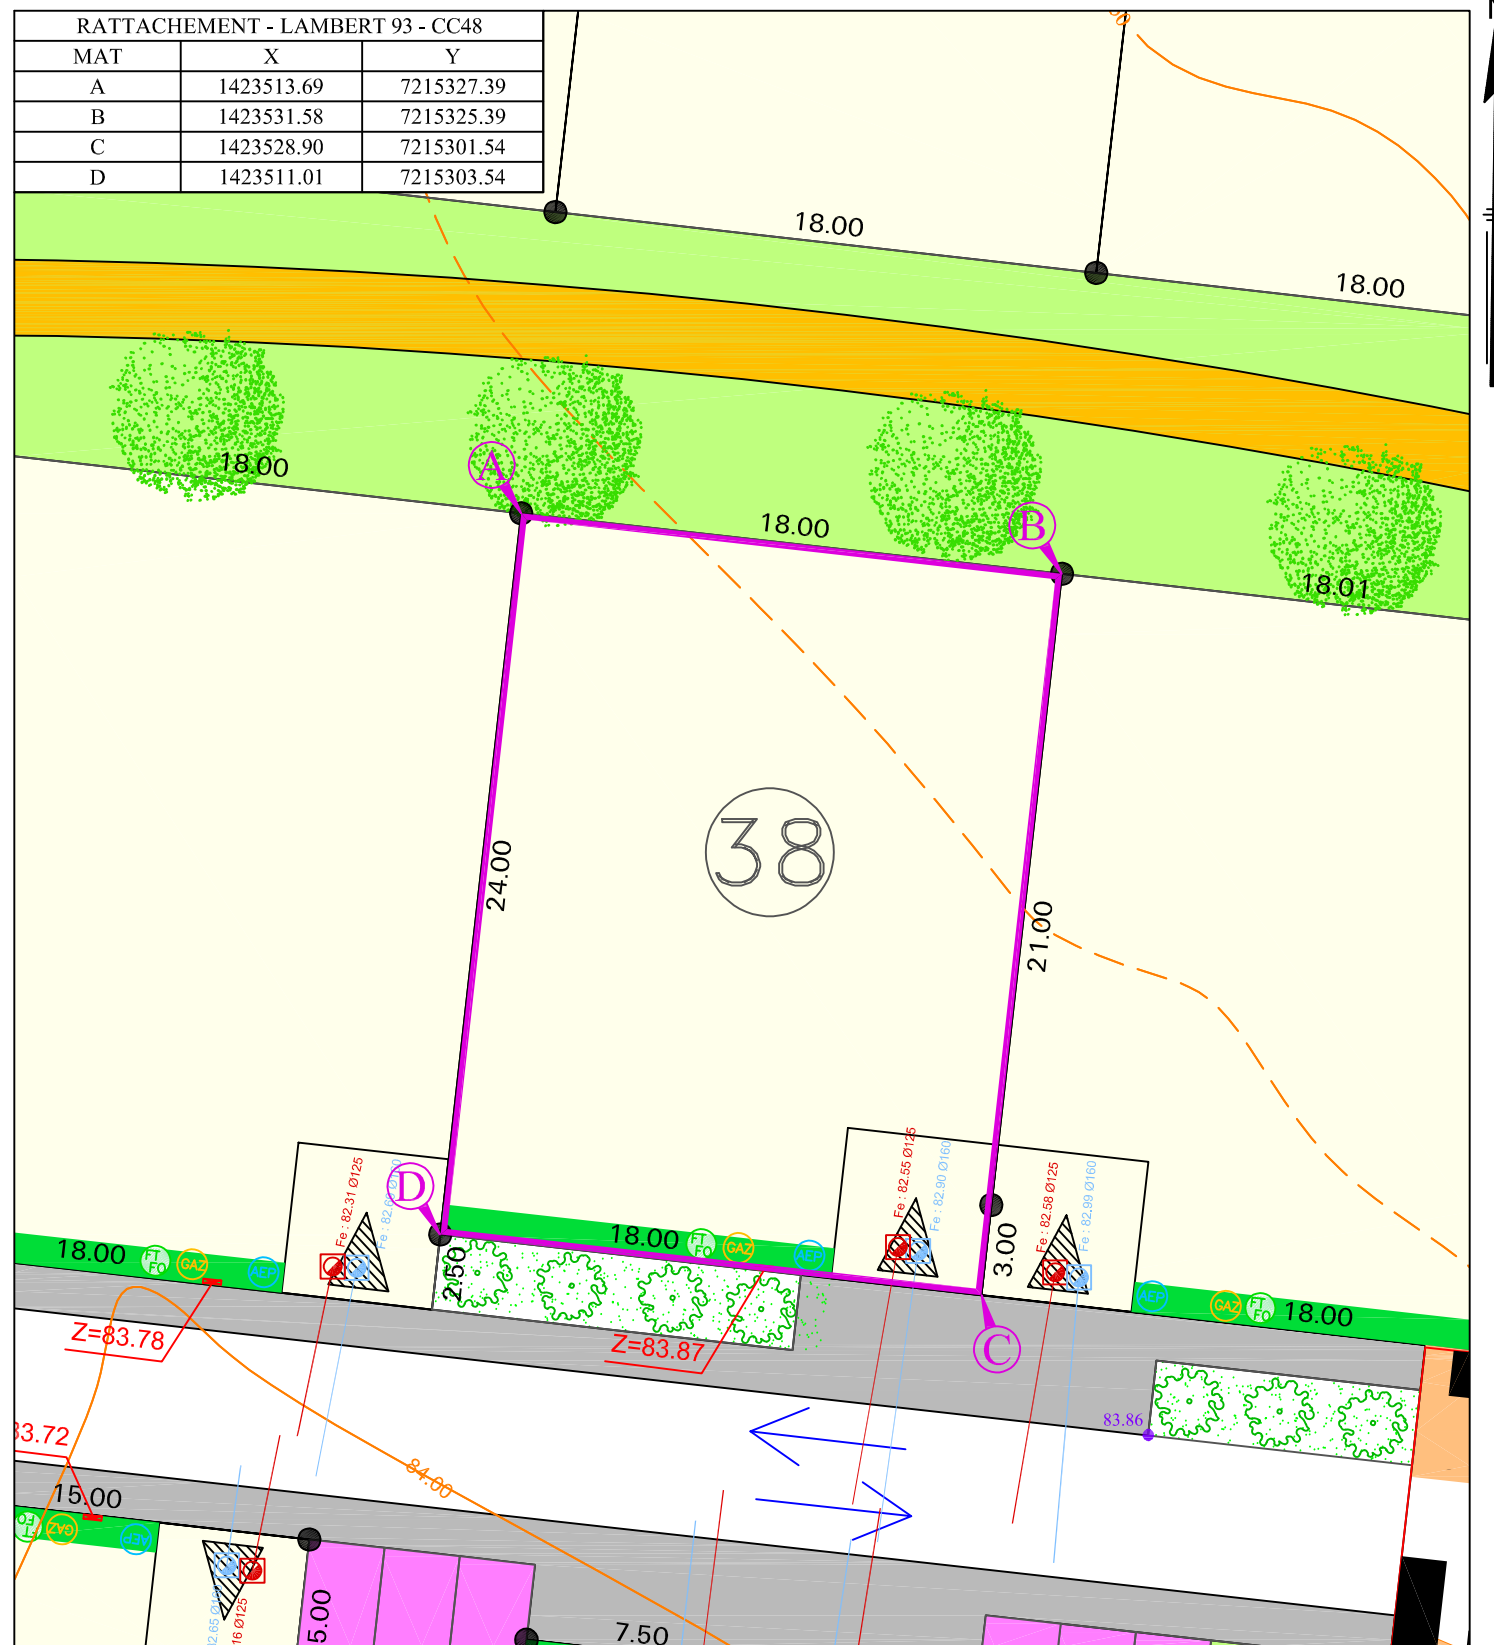 RATTACHEMENT - LAMBERT 93 - CC48
MAT X Y
A 1423513.69 7215327.39
B 1423531.58 7215325.39
C 1423528.90 7215301.54
D 1423511.01 7215303.54
18.00
18.00
18.00
A
18.00
B
18.01
38
24.00
21.00
Fe : 82.31 Ø125
D
Fe : 82.55 Ø125
Fe : 82.90 Ø160
Fe : 82.58 Ø125
Fe : 82.99 Ø160
18.00
FT
FO
GAZ
AEP
2.50
18.00
FT
FO
GAZ
AEP
3.00
AEP
GAZ
FT
FO
18.00
Z=83.78
Z=83.87
C
83.86
84.00
15.00
FT
FO
GAZ
AEP
5.00
7.50